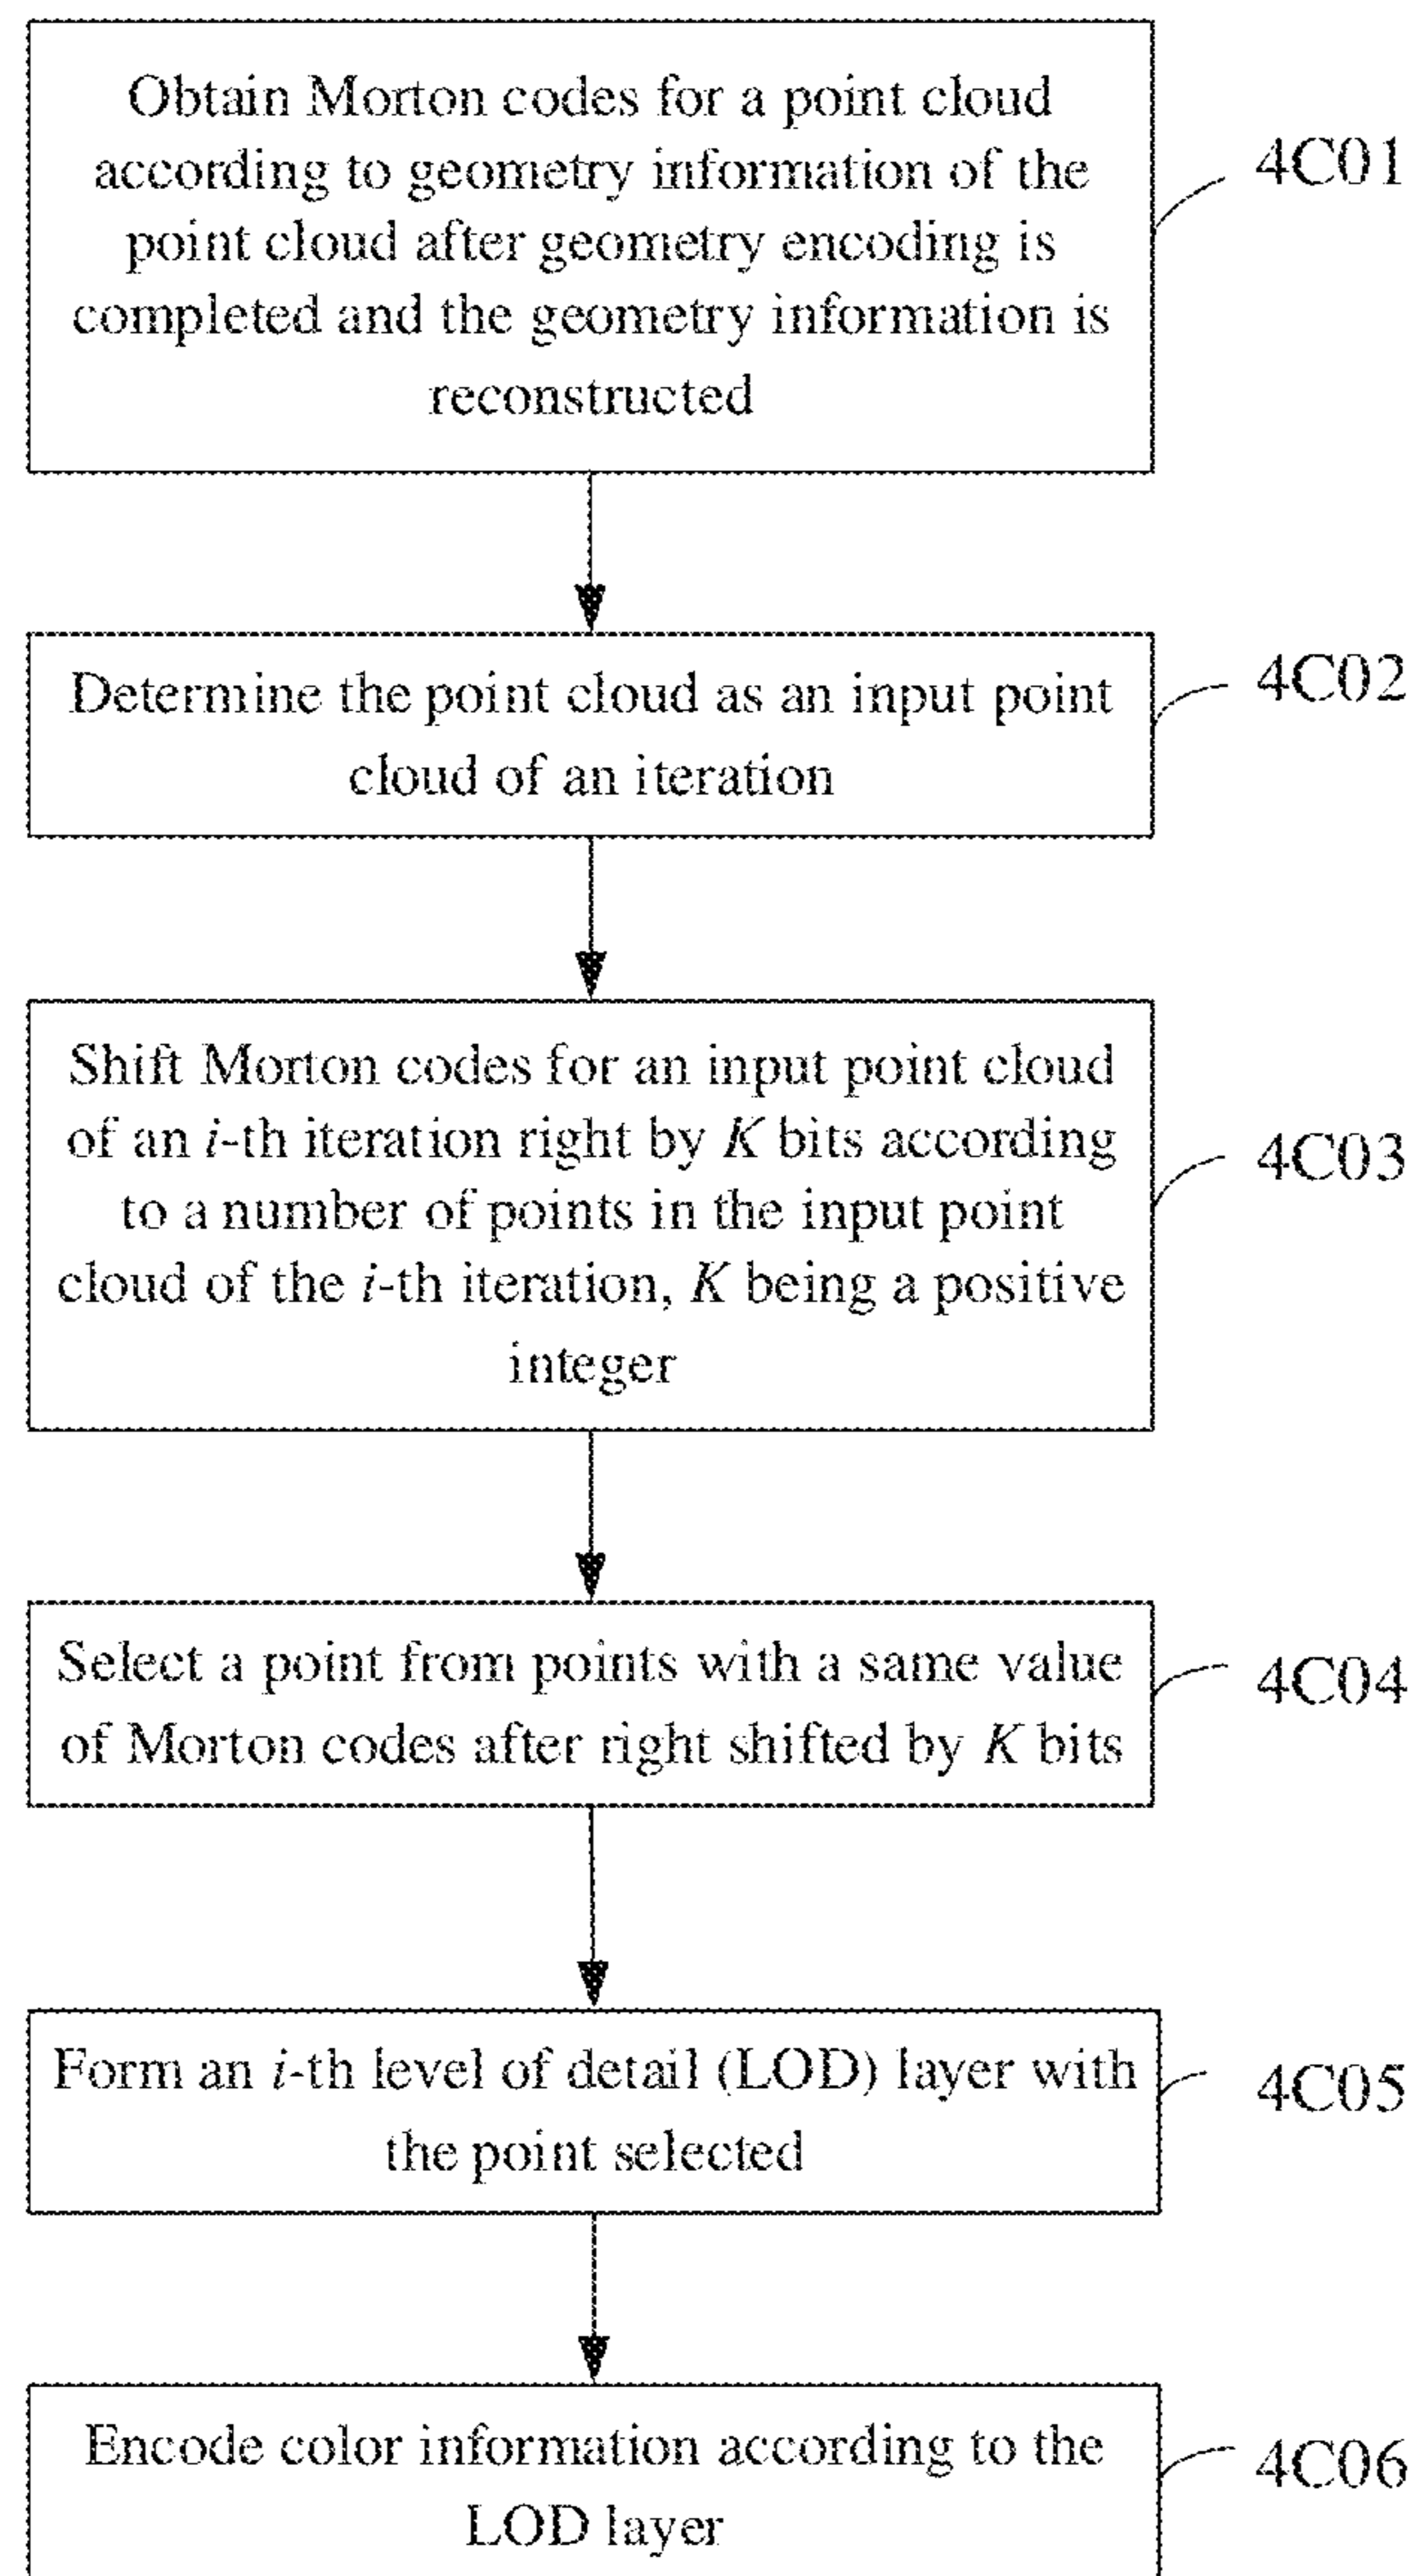 Obtain Morton codes for a point cloud
according to geometry information of the
point cloud after geometry encoding is
completed and the geometry information is
reconstructed
4C01
Determine the point cloud as an input point
cloud of an iteration
4C02
Shift Morton codes for an input point cloud
of an i-th iteration right by K bits according
to a number of points in the input point
cloud of the i-th iteration, K being a positive
integer
4C03
Select a point from points with a same value
of Morton codes after right shifted by K bits
4C04
Form an i-th level of detail (LOD) layer with
the point selected
4C05
Encode color information according to the
LOD layer
4C06